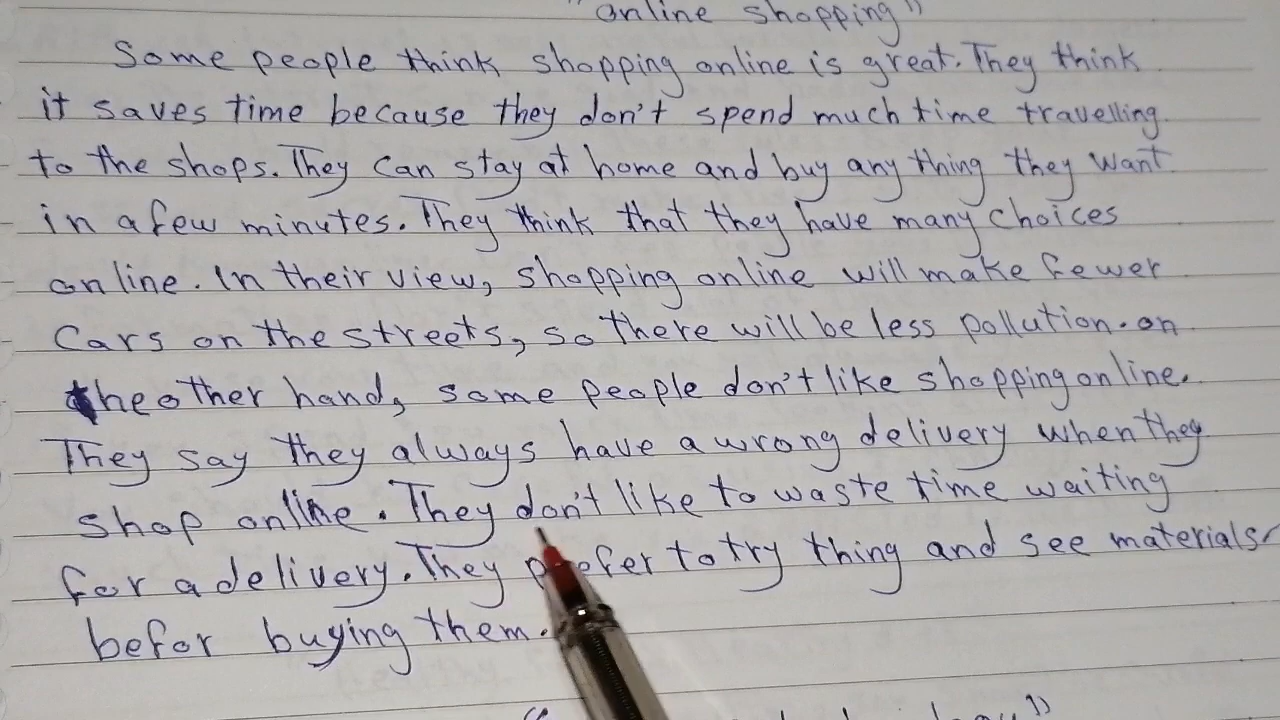 "online shopping"
Some people think shopping online is great. They think
it saves time because they don't spend much time travelling
to the shops. They can stay at home and buy any thing they want
in a few minutes. They think that they have many choices
online. In their view, shopping online will make fewer
cars on the streets, so there will be less pollution. on
the other hand, some people don't like shopping online.
They say they always have a wrong delivery when they
shop online. They don't like to waste time waiting
for a delivery. They prefer to try thing and see materials
befor buying them.